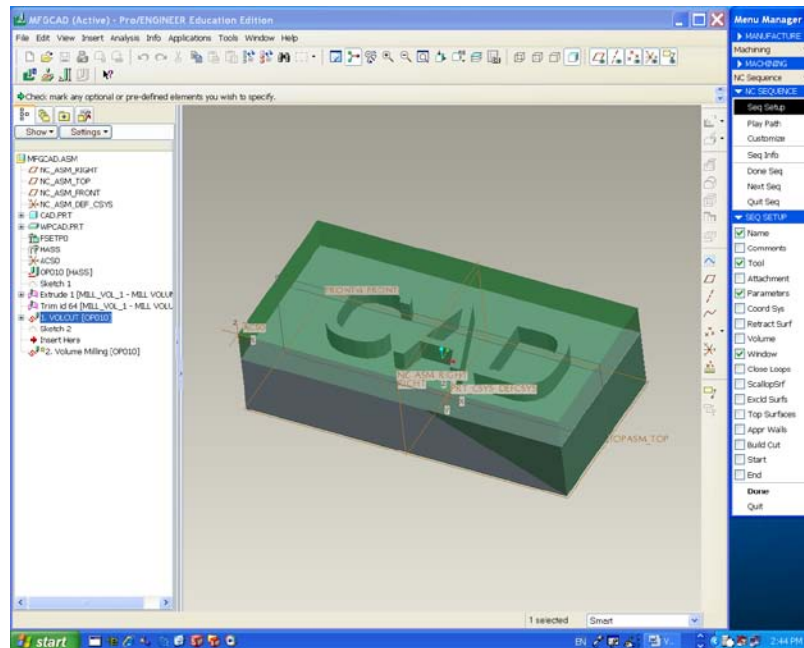 MFGCAD (Active) - Pro/ENGINEER Education Edition
File Edit View Insert Analysis Info Applications Tools Window Help
Check mark any optional or pre-defined elements you wish to specify.
Show Settings
MFGCAD.ASM
NC_ASM_RIGHT
NC_ASM_TOP
NC_ASM_FRONT
NC_ASM_DEF_CSYS
CAD.PRT
WPCAD.PRT
FSETP0
HASS
ACS0
OP010 [HASS]
Sketch 1
Extrude 1 [MILL_VOL_1 - MILL VOLUM
Trim id 64 [MILL_VOL_1 - MILL VOLU
1. VOLCUT [OP010]
Sketch 2
Insert Here
2. Volume Milling [OP010]
FRONT
ACS0
CAD
NC_ASM_RIGHT
TOPASM_TOP
1 selected
Smart
Menu Manager
MANUFACTURE
Machining
MACHINING
NC Sequence
NC SEQUENCE
Seq Setup
Play Path
Customize
Seq Info
Done Seq
Next Seq
Quit Seq
SEQ SETUP
Name
Comments
Tool
Attachment
Parameters
Coord Sys
Retract Surf
Volume
Window
Close Loops
ScallopSrf
Excld Surfs
Top Surfaces
Appr Walls
Build Cut
Start
End
Done
Quit
start
EN
V...
2:44 PM